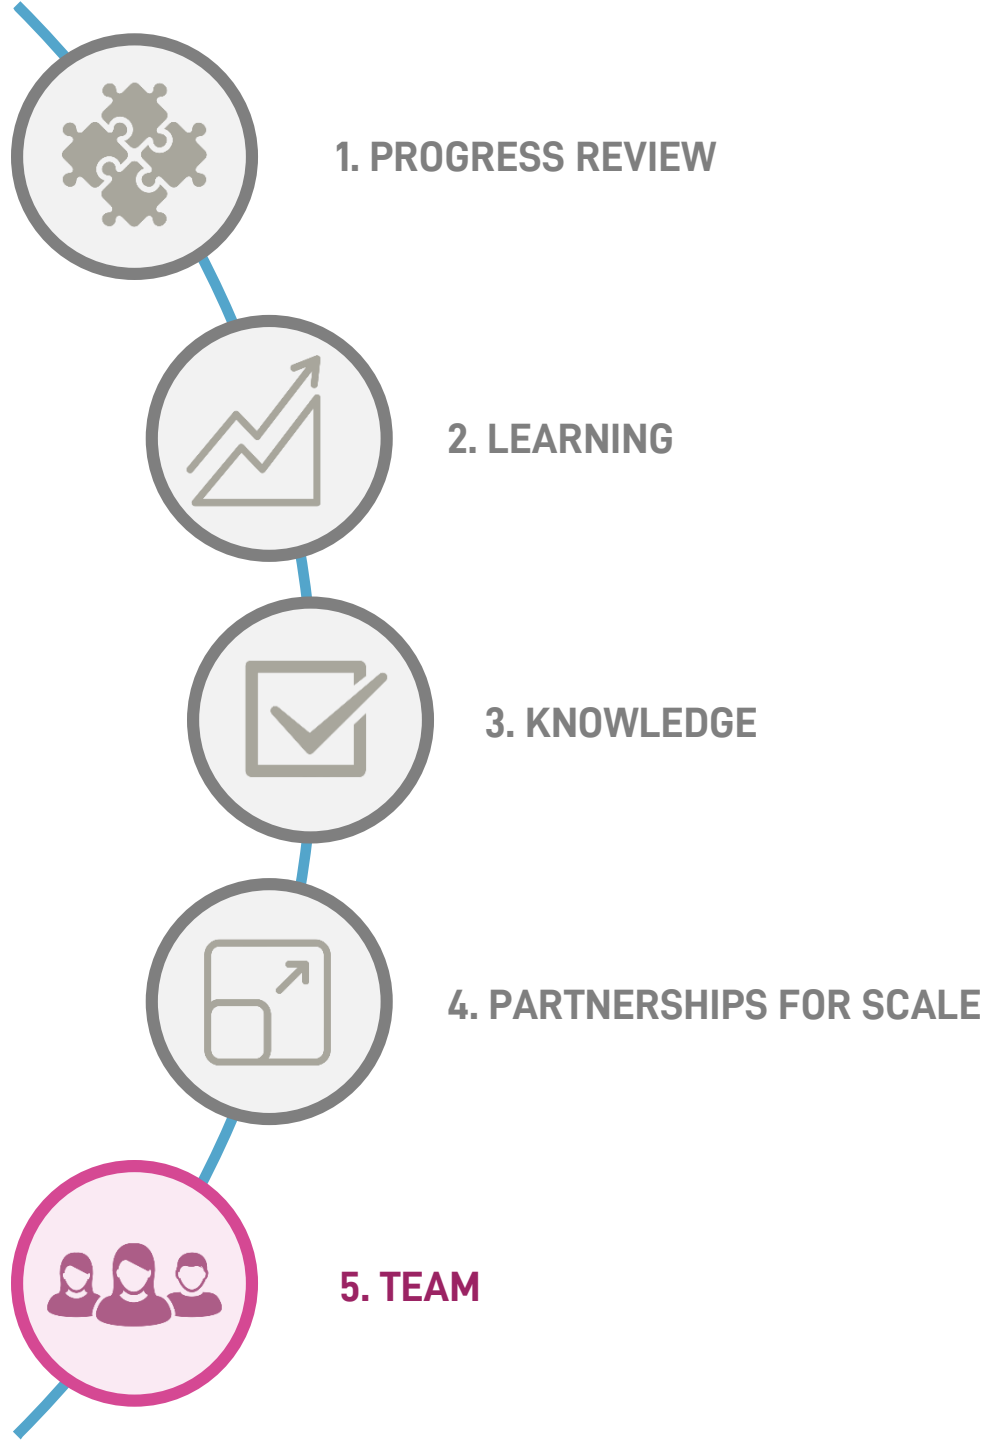 1. PROGRESS REVIEW
2. LEARNING
3. KNOWLEDGE
4. PARTNERSHIPS FOR SCALE
5. TEAM